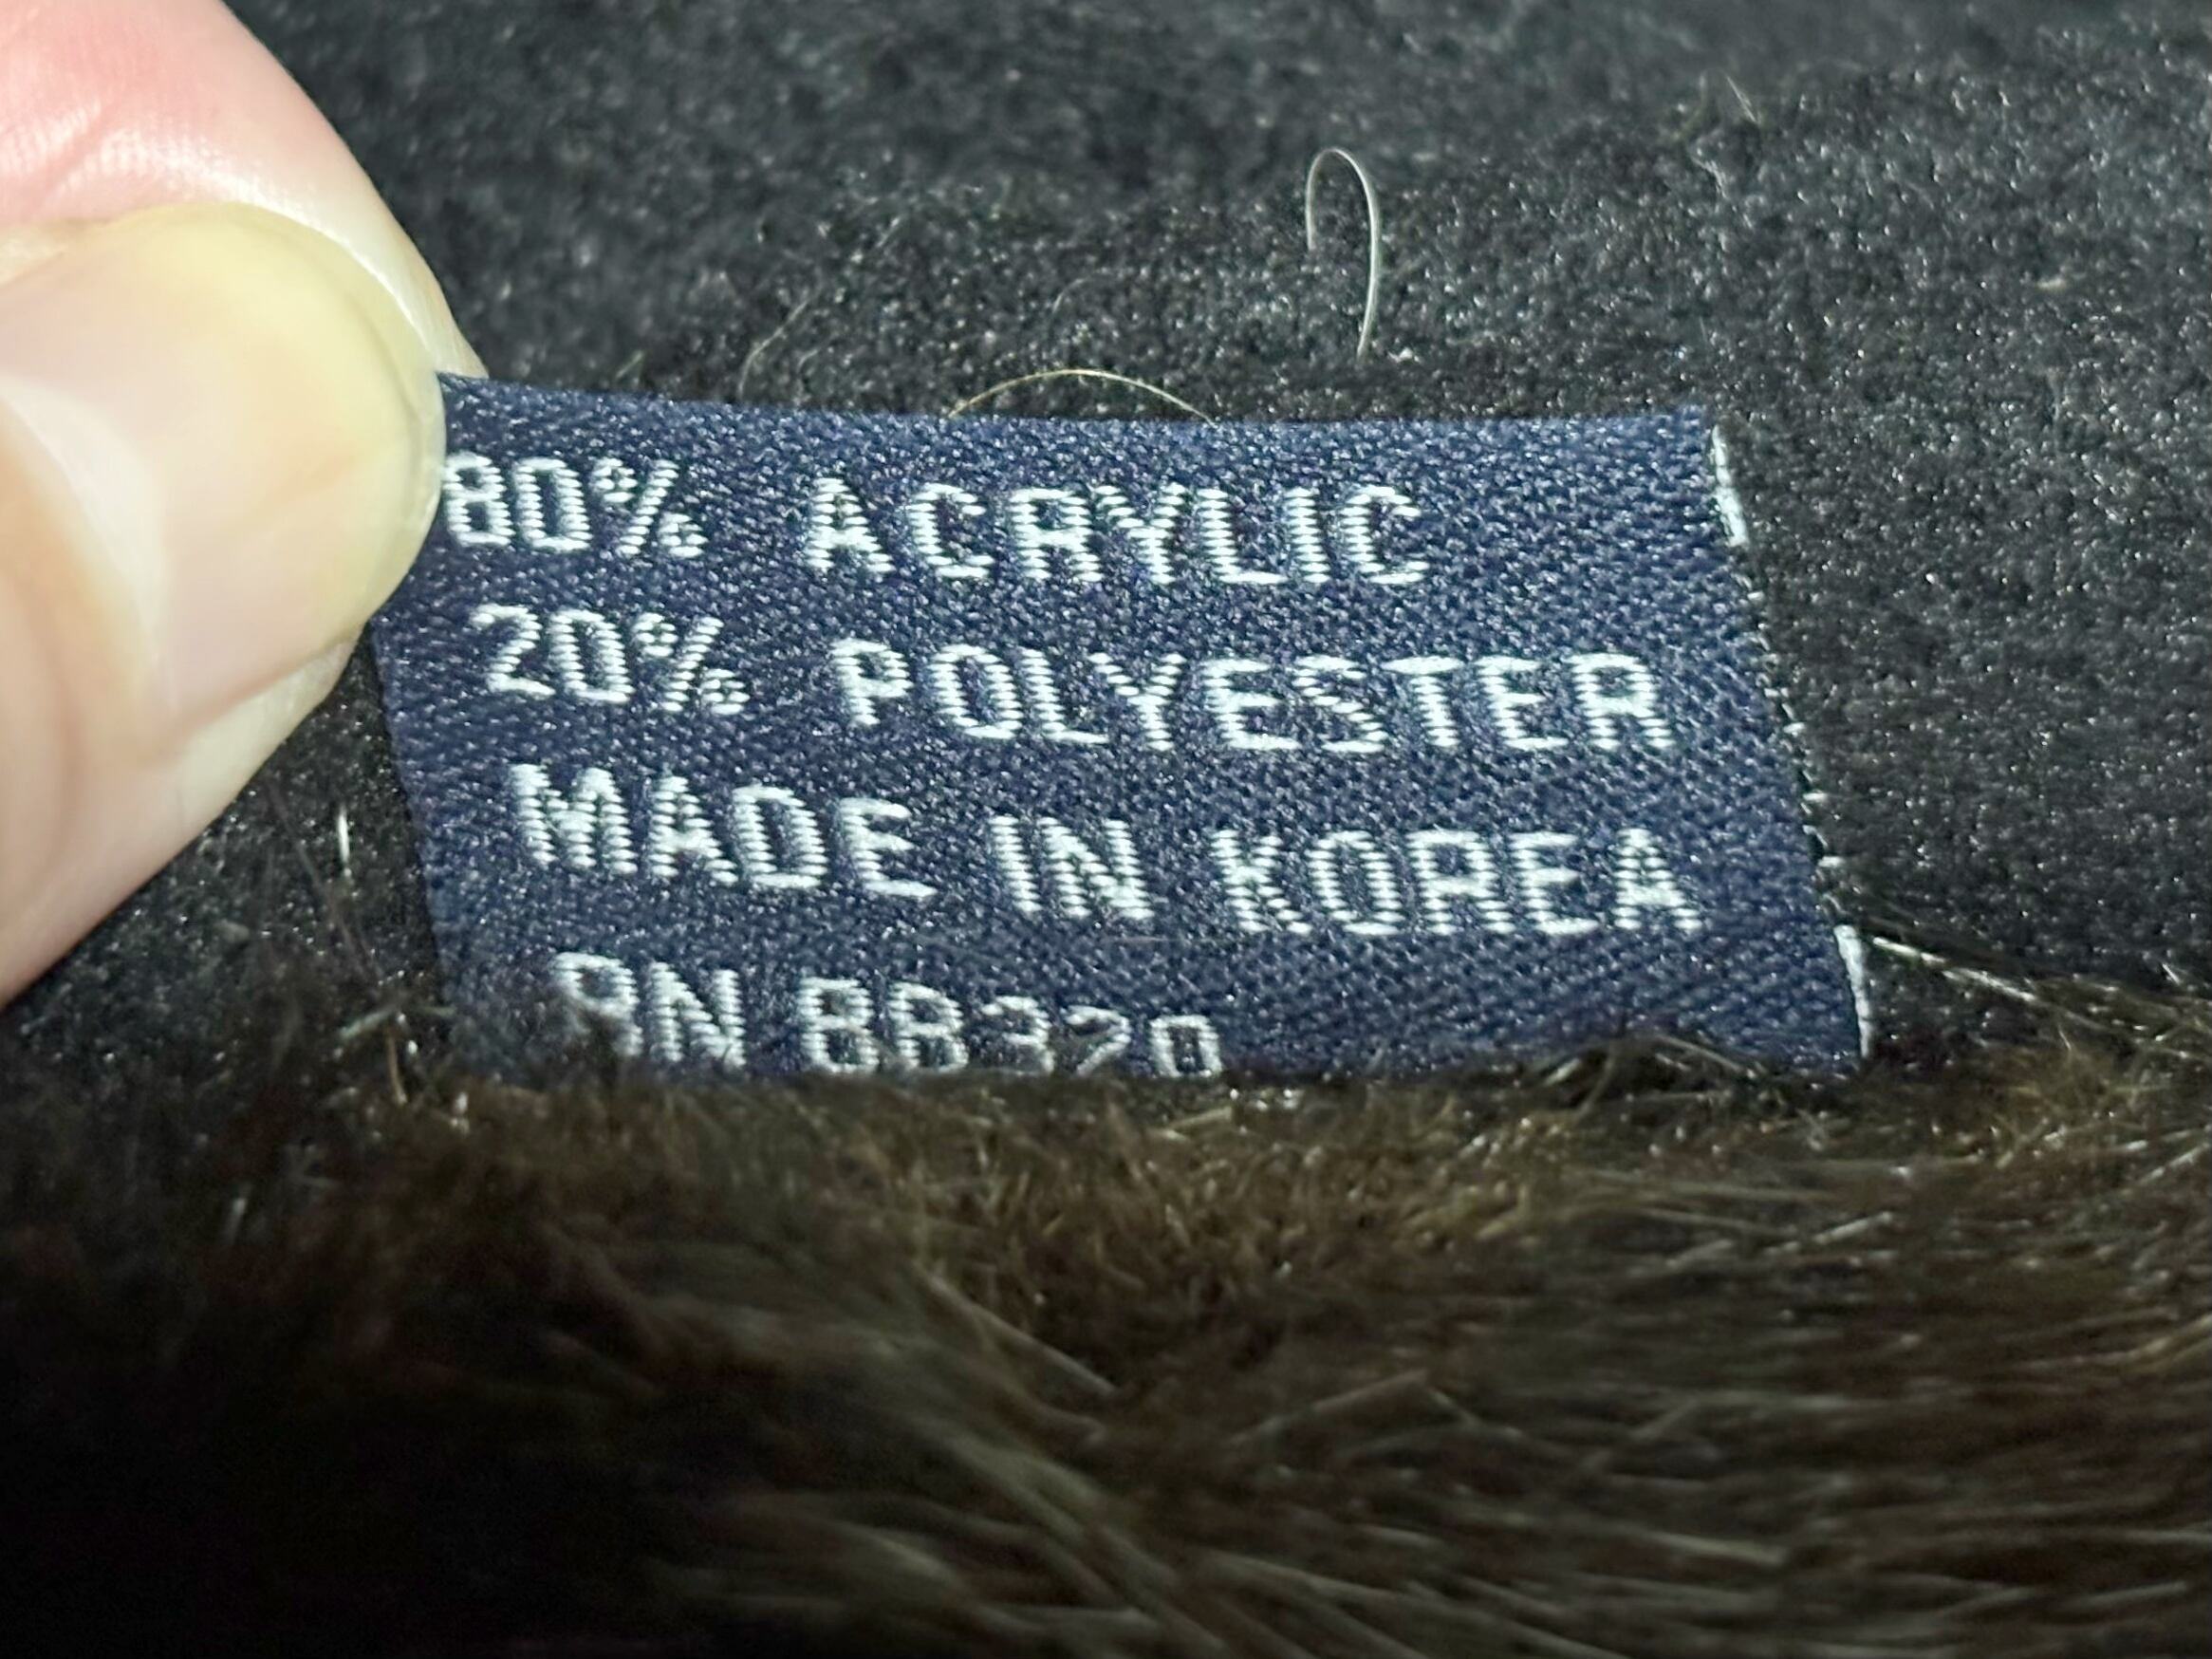 80% ACRYLIC
20% POLYESTER
MADE IN KOREA
RN 88320